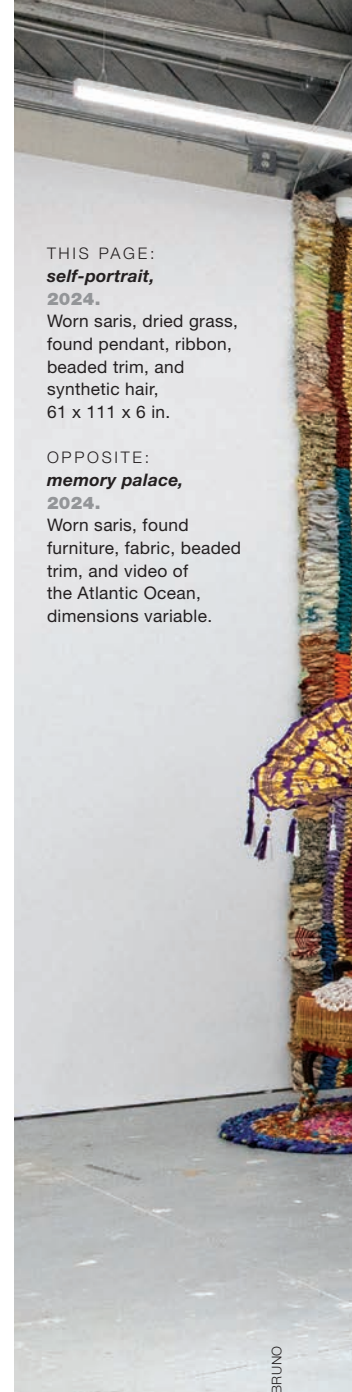 THIS PAGE:
self-portrait,
2024.
Worn saris, dried grass,
found pendant, ribbon,
beaded trim, and
synthetic hair,
61 x 111 x 6 in.
OPPOSITE:
memory palace,
2024.
Worn saris, found
furniture, fabric, beaded
trim, and video of
the Atlantic Ocean,
dimensions variable.
BRUNO